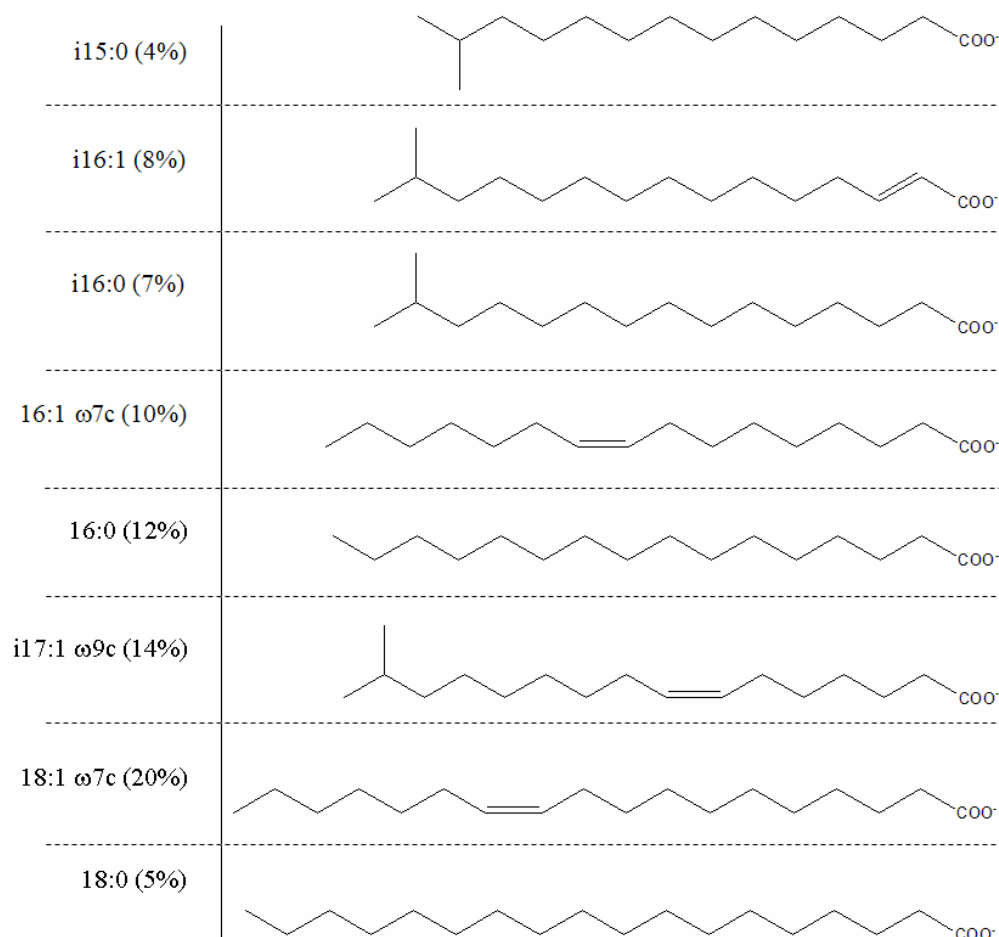 i15:0 (4%)
COO-
i16:1 (8%)
COO-
i16:0 (7%)
COO-
16:1 ω7c (10%)
COO-
16:0 (12%)
COO-
i17:1 ω9c (14%)
COO-
18:1 ω7c (20%)
COO-
18:0 (5%)
COO-